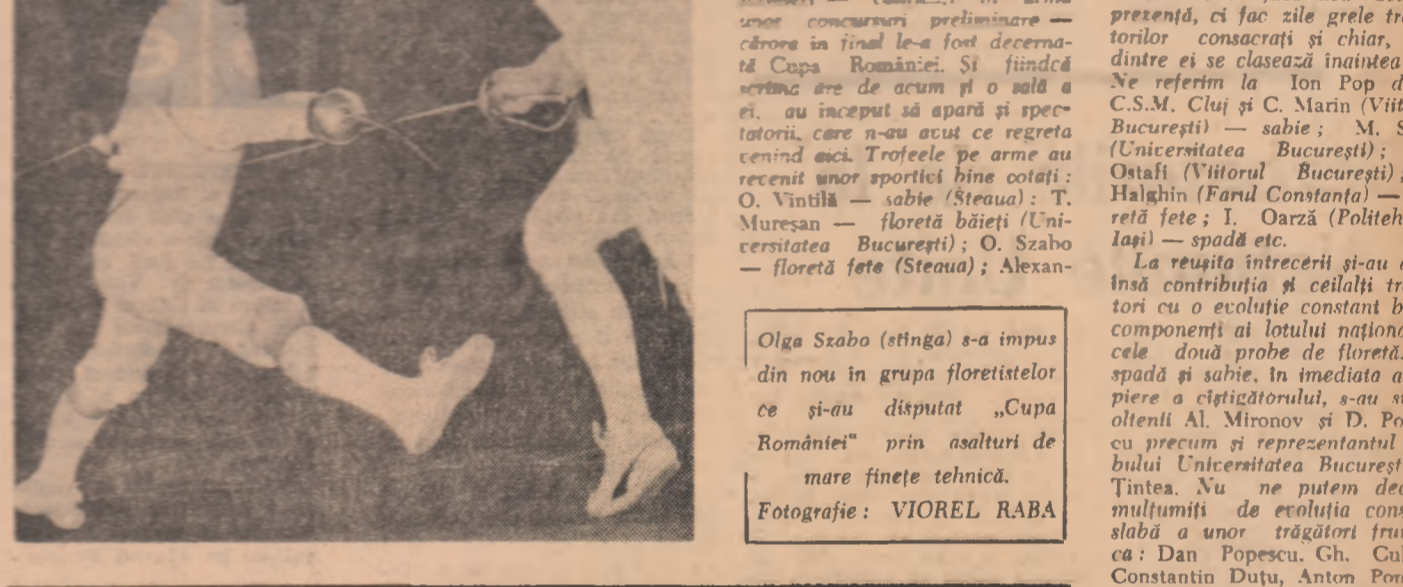 unor concursuri preliminare —
cărora in final le-a fost decerna-
tă Cupa României. Și fiindcă
scrima are de acum și o sală a
ei, au inceput să apară și spec-
tatorii, care n-au avut ce regreta
venind aici. Trofeele pe arme au
revenit unor sportivi bine cotați :
O. Vintilă — sabie (Steaua) ; T.
Mureșan — floretă băieți (Uni-
versitatea București) ; O. Szabo
— floretă fete (Steaua) ; Alexan-
Olga Szabo (stînga) s-a impus
din nou în grupa floretistelor
ce și-au disputat „Cupa
României" prin asalturi de
mare finețe tehnică.
Fotografie : VIOREL RABA
prezență, ci fac zile grele
torilor consacrați și chiar,
dintre ei se clasează înaintea
Ne referim la Ion Pop
C.S.M. Cluj și C. Marin
București) — sabie ; M.
(Universitatea București) ;
Ostafi (Viitorul București) ;
Halghin (Farul Constanța) —
retă fete ; I. Oarză
Iași) — spadă etc.
La reușita întrecerii și-au
însă contribuția și ceilalți
tori cu o evoluție constant
componenți ai lotului
cele două probe de floretă.
spadă și sabie, în imediata
piere a cîștigătorului, s-au
oltenii Al. Mironov și D.
cu precum și reprezentantul
bului Universitatea
Țintea. Nu ne putem
mulțumiți de evoluția
slabă a unor trăgători
ca : Dan Popescu, Gh.
Constantin Duțu, Anton